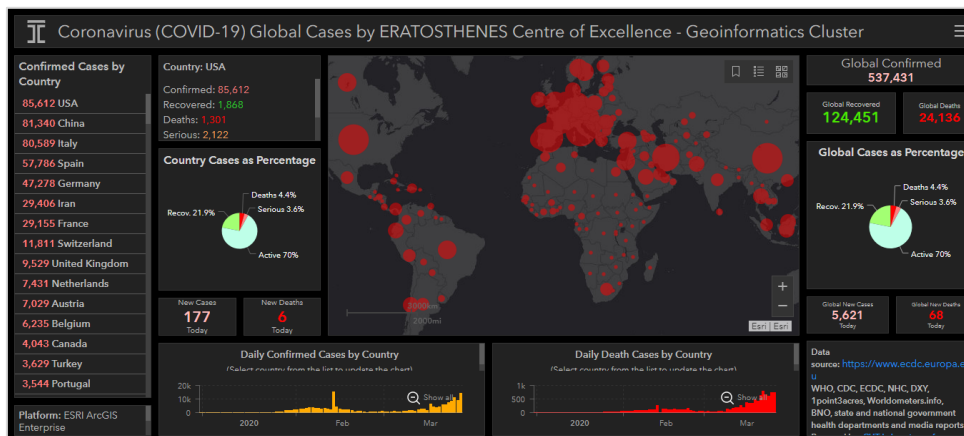 Coronavirus (COVID-19) Global Cases by ERATOSTHENES Centre of Excellence - Geoinformatics Cluster
Confirmed Cases by
Country
85,612 USA
81,340 China
80,589 Italy
57,786 Spain
47,278 Germany
29,406 Iran
29,155 France
11,811 Switzerland
9,529 United Kingdom
7,431 Netherlands
7,029 Austria
6,235 Belgium
4,043 Canada
3,629 Turkey
3,544 Portugal
Platform: ESRI ArcGIS
Enterprise
Country: USA
Confirmed: 85,612
Recovered: 1,868
Deaths: 1,301
Serious: 2,122
Country Cases as Percentage
Deaths 4.4%
Serious 3.6%
Recov. 21.9%
Active 70%
New Cases
177
Today
New Deaths
6
Today
3000km
2000mi
+
−
Esri | Esri
Daily Confirmed Cases by Country
(Select country from the list to update the chart)
20k
10k
0
Show all
2020
Feb
Mar
Daily Death Cases by Country
(Select country from the list to update the chart)
1k
500
0
Show all
2020
Feb
Mar
Global Confirmed
537,431
Global Recovered
124,451
Global Deaths
24,136
Global Cases as Percentage
Deaths 4.4%
Serious 3.6%
Recov. 21.9%
Active 70%
Global New Cases
5,621
Today
Global New Deaths
68
Today
Data
source: https://www.ecdc.europa.e
u
WHO, CDC, ECDC, NHC, DXY,
1point3acres, Worldometers.info,
BNO, state and national government
health departments and media reports